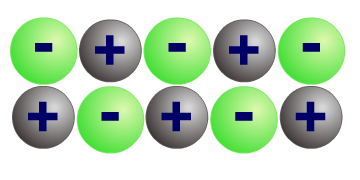 - + - + -
+ - + - +